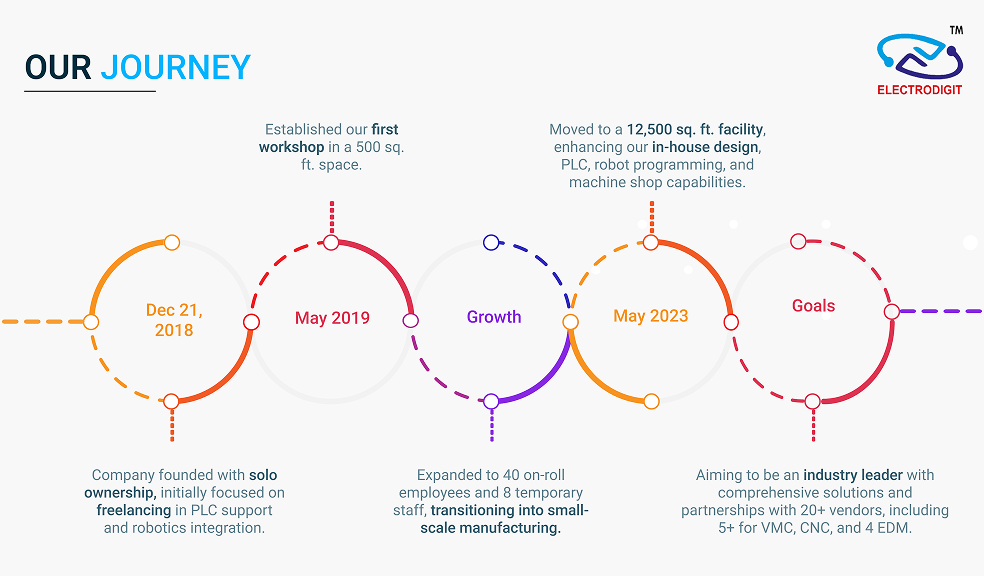 OUR JOURNEY
TM
ELECTRODIGIT
Established our first
workshop in a 500 sq.
ft. space.
Moved to a 12,500 sq. ft. facility,
enhancing our in-house design,
PLC, robot programming, and
machine shop capabilities.
Dec 21,
2018
May 2019
Growth
May 2023
Goals
Company founded with solo
ownership, initially focused on
freelancing in PLC support
and robotics integration.
Expanded to 40 on-roll
employees and 8 temporary
staff, transitioning into small-
scale manufacturing.
Aiming to be an industry leader with
comprehensive solutions and
partnerships with 20+ vendors, including
5+ for VMC, CNC, and 4 EDM.